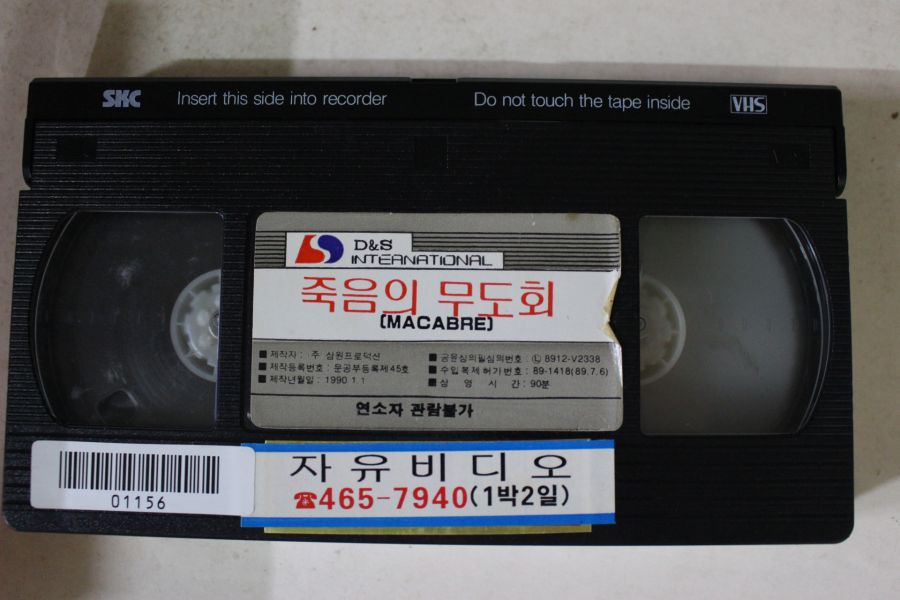 SKC Insert this side into recorder Do not touch the tape inside VHS
D&S
INTERNATIONAL
죽음의 무도회
(MACABRE)
■ 제작자 : 주 삼원프로덕션 ■ 공윤심의필심의번호 : Ⓛ 8912-V2338
■ 제작등록번호 : 문공부등록제45호 ■ 수입복제허가번호 : 89-1418(89.7.6)
■ 제작년월일 : 1990.1.1 ■ 상영시간 : 90분
연소자 관람불가
01156
자유비디오
☎465-7940(1박2일)